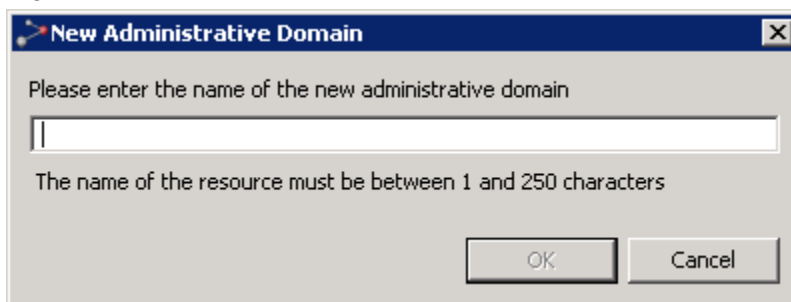 New Administrative Domain
Please enter the name of the new administrative domain
The name of the resource must be between 1 and 250 characters
OK Cancel